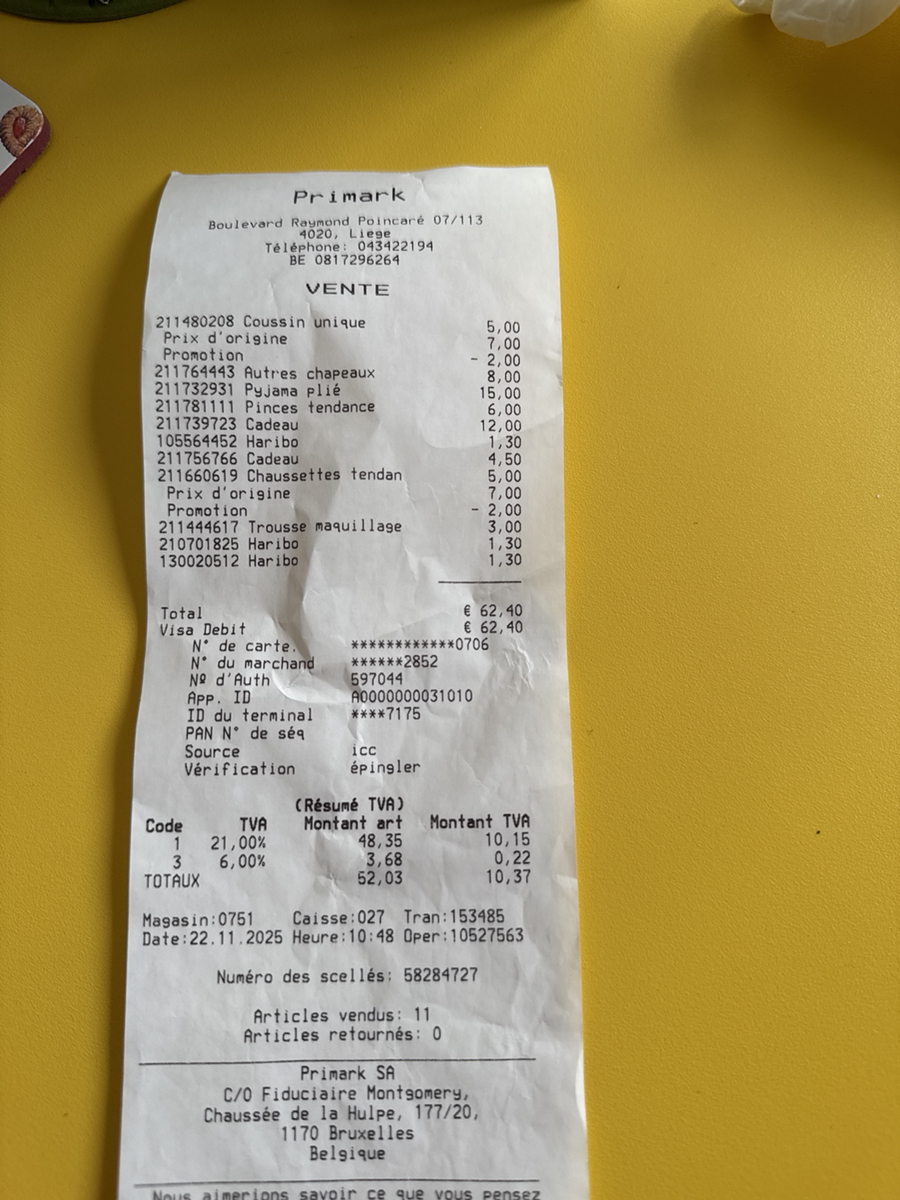 Primark
Boulevard Raymond Poincaré 07/113
4020, Liege
Téléphone: 043422194
BE 0817296264
VENTE
211480208 Coussin unique 5,00
Prix d'origine 7,00
Promotion - 2,00
211764443 Autres chapeaux 8,00
211732931 Pyjama plié 15,00
211781111 Pinces tendance 6,00
211739723 Cadeau 12,00
105564452 Haribo 1,30
211756766 Cadeau 4,50
211660619 Chaussettes tendan 5,00
Prix d'origine 7,00
Promotion - 2,00
211444617 Trousse maquillage 3,00
210701825 Haribo 1,30
130020512 Haribo 1,30
Total € 62,40
Visa Debit € 62,40
N° de carte. ************0706
N° du marchand ******2852
Nº d'Auth 597044
App. ID A0000000031010
ID du terminal ****7175
PAN N° de séq
Source icc
Vérification épingler
(Résumé TVA)
Code TVA Montant art Montant TVA
1 21,00% 48,35 10,15
3 6,00% 3,68 0,22
TOTAUX 52,03 10,37
Magasin:0751 Caisse:027 Tran:153485
Date:22.11.2025 Heure:10:48 Oper:10527563
Numéro des scellés: 58284727
Articles vendus: 11
Articles retournés: 0
Primark SA
C/O Fiduciaire Montgomery,
Chaussée de la Hulpe, 177/20,
1170 Bruxelles
Belgique
Nous aimerions savoir ce que vous pensez